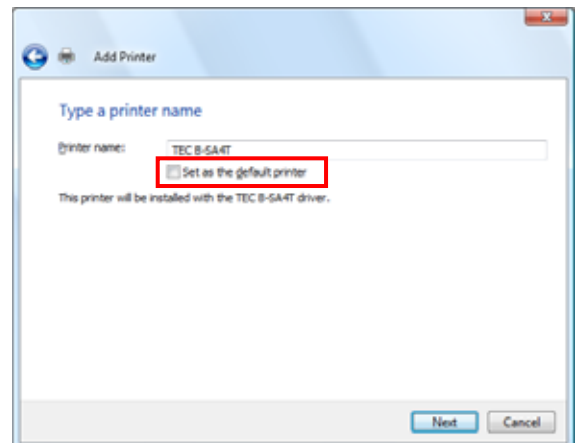 Add Printer
Type a printer name
Printer name:
TEC B-SA4T
Set as the default printer
This printer will be installed with the TEC B-SA4T driver.
Next
Cancel